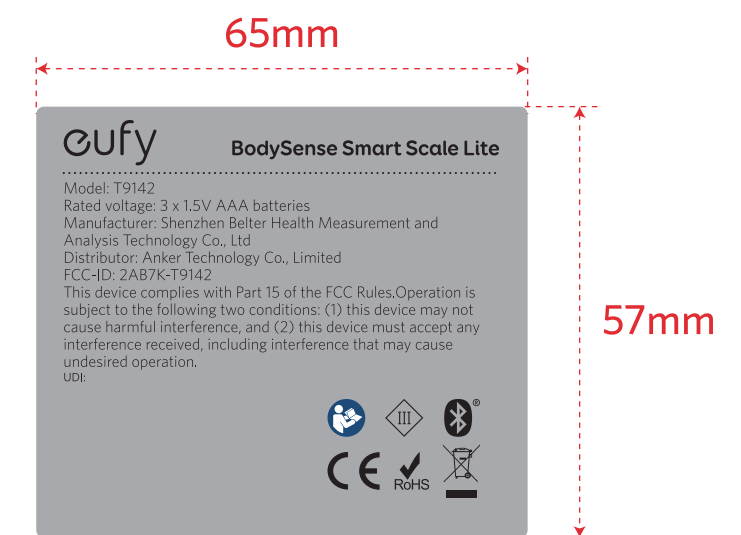 65mm
eufy
BodySense Smart Scale Lite
Model: T9142
Rated voltage: 3 x 1.5V AAA batteries
Manufacturer: Shenzhen Belter Health Measurement and
Analysis Technology Co., Ltd
Distributor: Anker Technology Co., Limited
FCC-ID: 2AB7K-T9142
This device complies with Part 15 of the FCC Rules.Operation is
subject to the following two conditions: (1) this device may not
cause harmful interference, and (2) this device must accept any
interference received, including interference that may cause
undesired operation.
UDI:
57mm
III
®
CE
RoHS